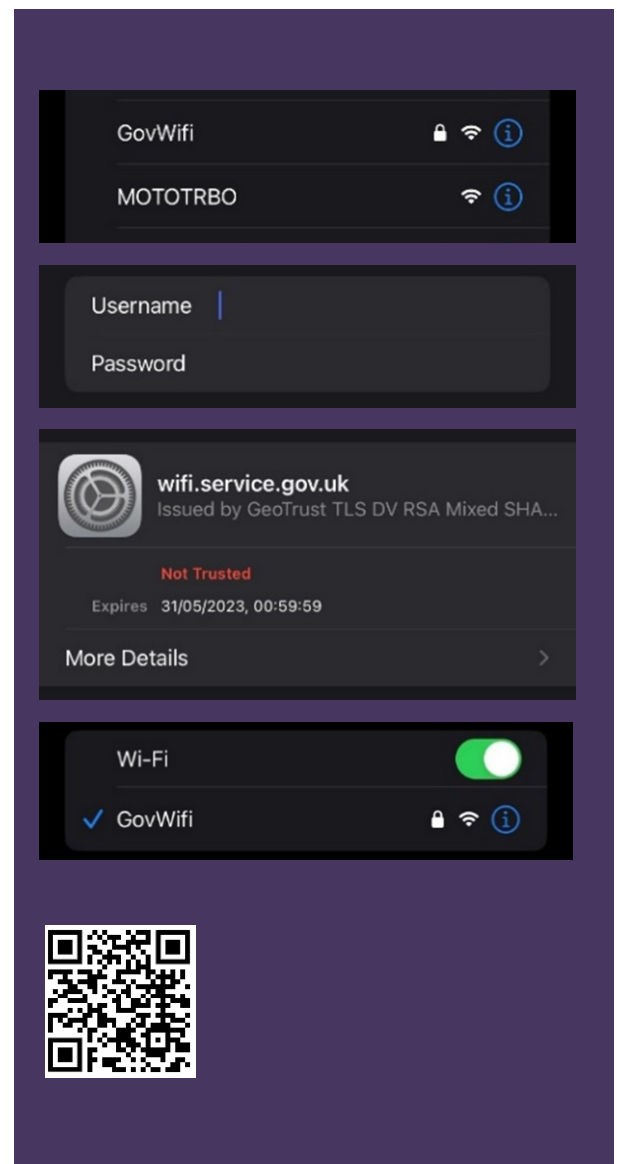 GovWifi
MOTOTRBO
Username
Password
wifi.service.gov.uk
Issued by GeoTrust TLS DV RSA Mixed SHA...
Not Trusted
Expires 31/05/2023, 00:59:59
More Details
Wi-Fi
GovWifi